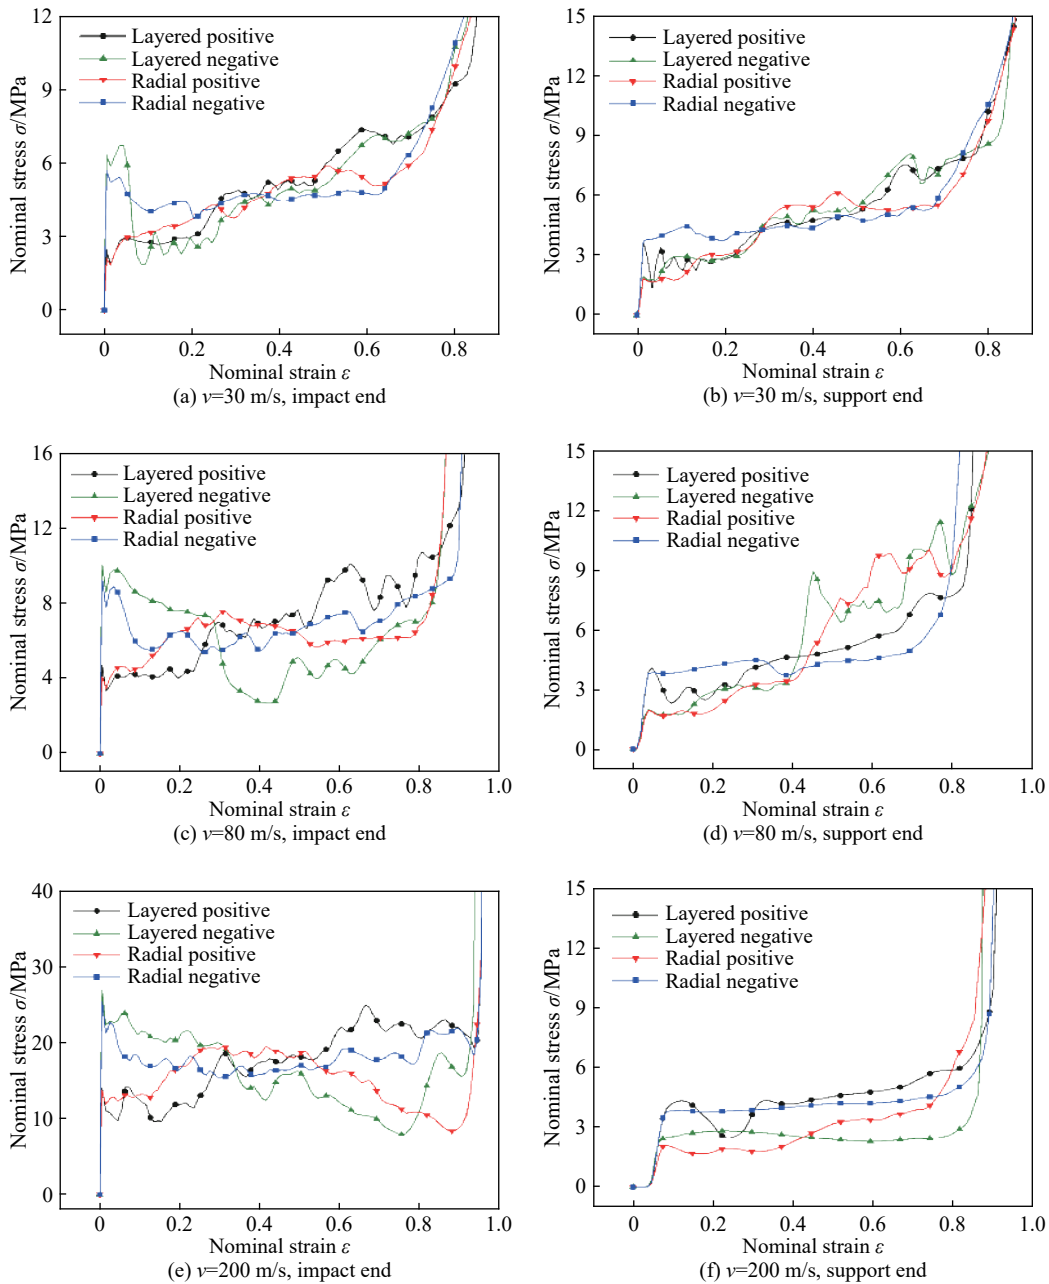 15
12
9
6
3
0
Nominal stress σ/MPa
Layered positive
Layered negative
Radial positive
Radial negative
0
0.2
0.4
0.6
0.8
Nominal strain ε
(a) v=30 m/s, impact end
15
12
9
6
3
0
Nominal stress σ/MPa
Layered positive
Layered negative
Radial positive
Radial negative
0
0.2
0.4
0.6
0.8
Nominal strain ε
(b) v=30 m/s, support end
16
12
8
4
0
Nominal stress σ/MPa
Layered positive
Layered negative
Radial positive
Radial negative
0
0.2
0.4
0.6
0.8
1.0
Nominal strain ε
(c) v=80 m/s, impact end
15
12
9
6
3
0
Nominal stress σ/MPa
Layered positive
Layered negative
Radial positive
Radial negative
0
0.2
0.4
0.6
0.8
1.0
Nominal strain ε
(d) v=80 m/s, support end
40
30
20
10
0
Nominal stress σ/MPa
Layered positive
Layered negative
Radial positive
Radial negative
0
0.2
0.4
0.6
0.8
1.0
Nominal strain ε
(e) v=200 m/s, impact end
15
12
9
6
3
0
Nominal stress σ/MPa
Layered positive
Layered negative
Radial positive
Radial negative
0
0.2
0.4
0.6
0.8
1.0
Nominal strain ε
(f) v=200 m/s, support end